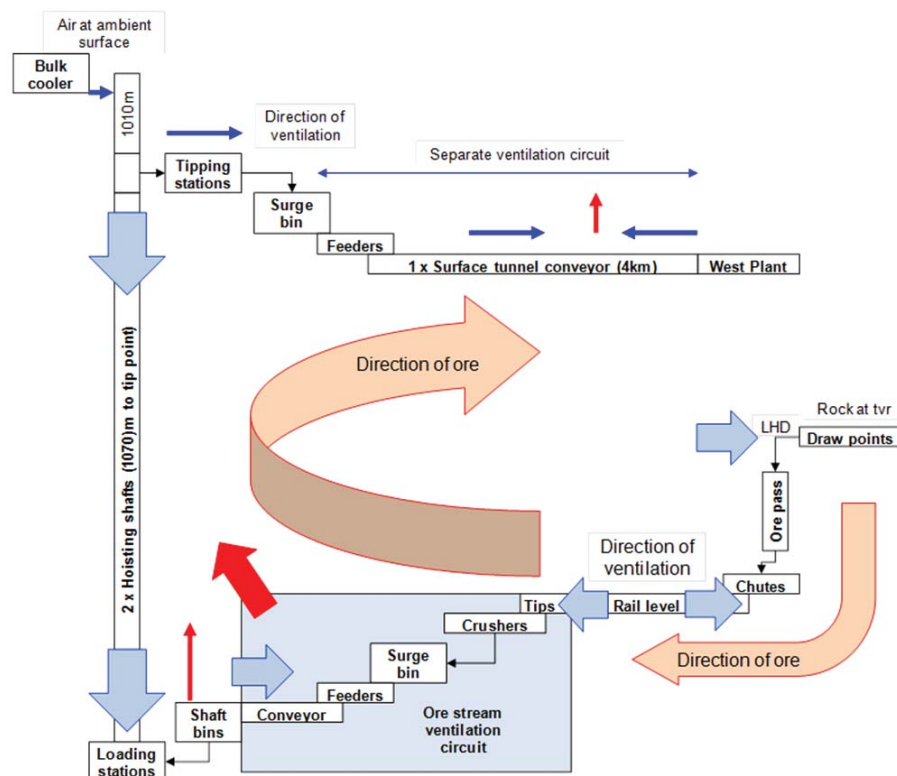 Air at ambient
surface
Bulk
cooler
1010m
Direction of
ventilation
Separate ventilation circuit
Tipping
stations
Surge
bin
Feeders
1 x Surface tunnel conveyor (4km)
West Plant
2 x Hoisting shafts (1070)m to tip point)
Direction of ore
LHD
Rock at tvr
Draw points
Ore pass
Direction of
ventilation
Chutes
Tips
Rail level
Crushers
Direction of ore
Surge
bin
Feeders
Shaft
bins
Conveyor
Ore stream
ventilation
circuit
Loading
stations